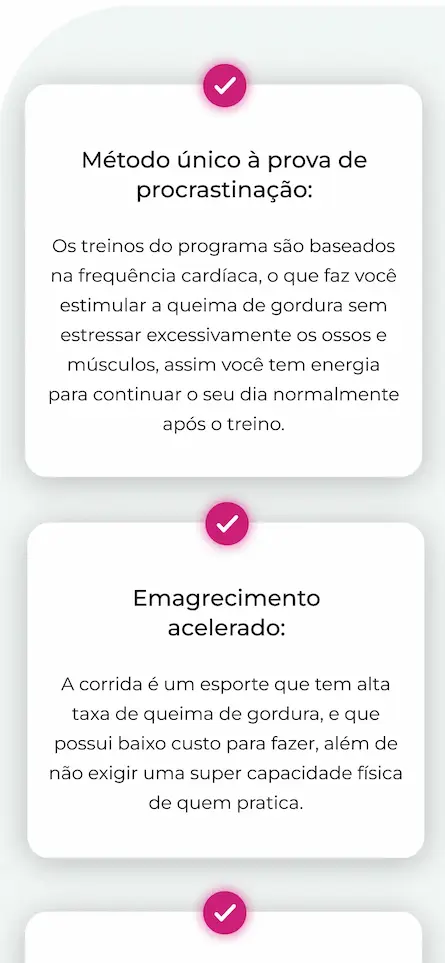 Método único à prova de
procrastinação:
Os treinos do programa são baseados
na frequência cardíaca, o que faz você
estimular a queima de gordura sem
estressar excessivamente os ossos e
músculos, assim você tem energia
para continuar o seu dia normalmente
após o treino.
Emagrecimento
acelerado:
A corrida é um esporte que tem alta
taxa de queima de gordura, e que
possui baixo custo para fazer, além de
não exigir uma super capacidade física
de quem pratica.